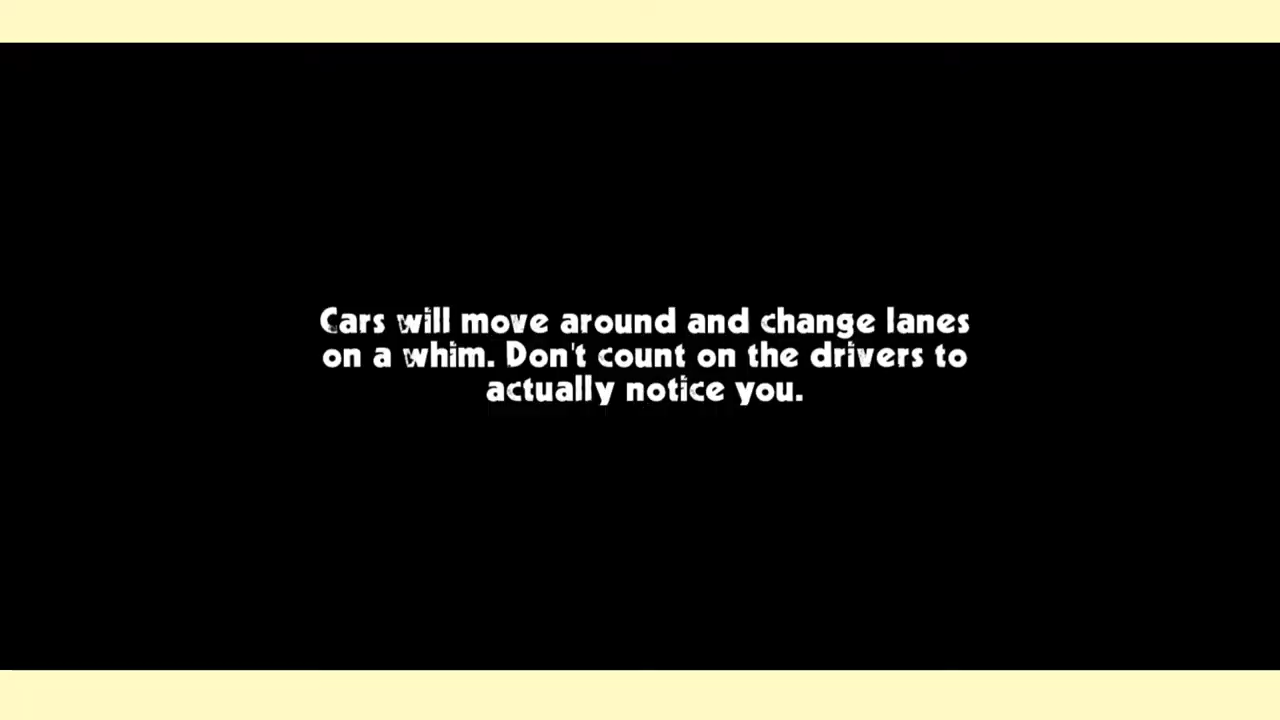 Cars will move around and change lanes
on a whim. Don't count on the drivers to
actually notice you.